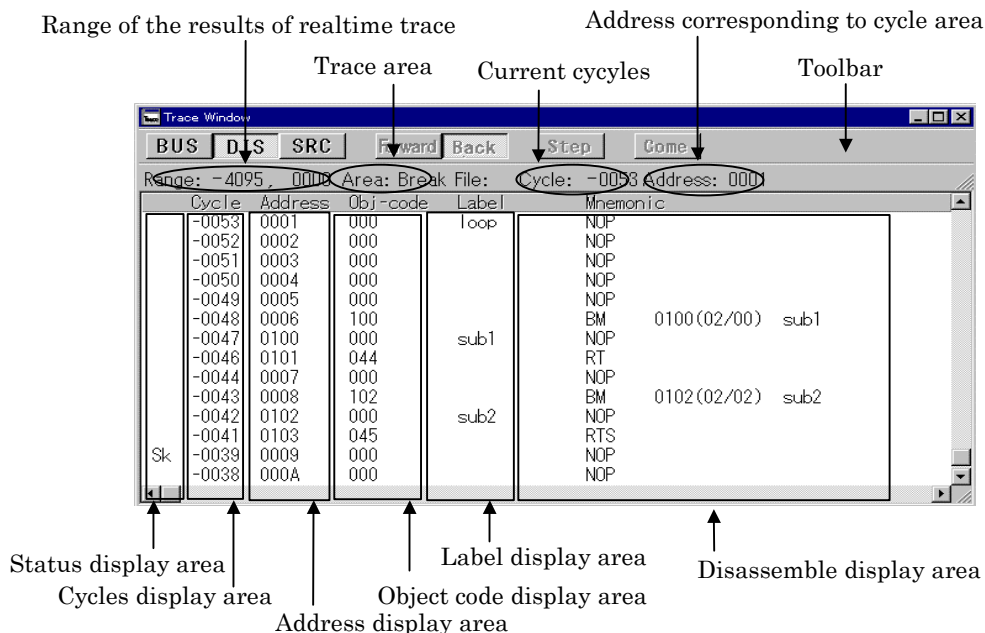 Range of the results of realtime trace
Address corresponding to cycle area
Trace area
Current cycyles
Toolbar
Trace Window
BUS DIS SRC Forward Back Step Come
Range: -4095, 0000 Area: Break File: Cycle: -0053 Address: 0001
Cycle Address Obj-code Label Mnemonic
-0053 0001 000 loop NOP
-0052 0002 000 NOP
-0051 0003 000 NOP
-0050 0004 000 NOP
-0049 0005 000 NOP
-0048 0006 100 BM 0100(02/00) sub1
-0047 0100 000 sub1 NOP
-0046 0101 044 RT
-0044 0007 000 NOP
-0043 0008 102 BM 0102(02/02) sub2
-0042 0102 000 sub2 NOP
-0041 0103 045 RTS
Sk -0039 0009 000 NOP
-0038 000A 000 NOP
Status display area
Label display area
Disassemble display area
Cycles display area
Object code display area
Address display area